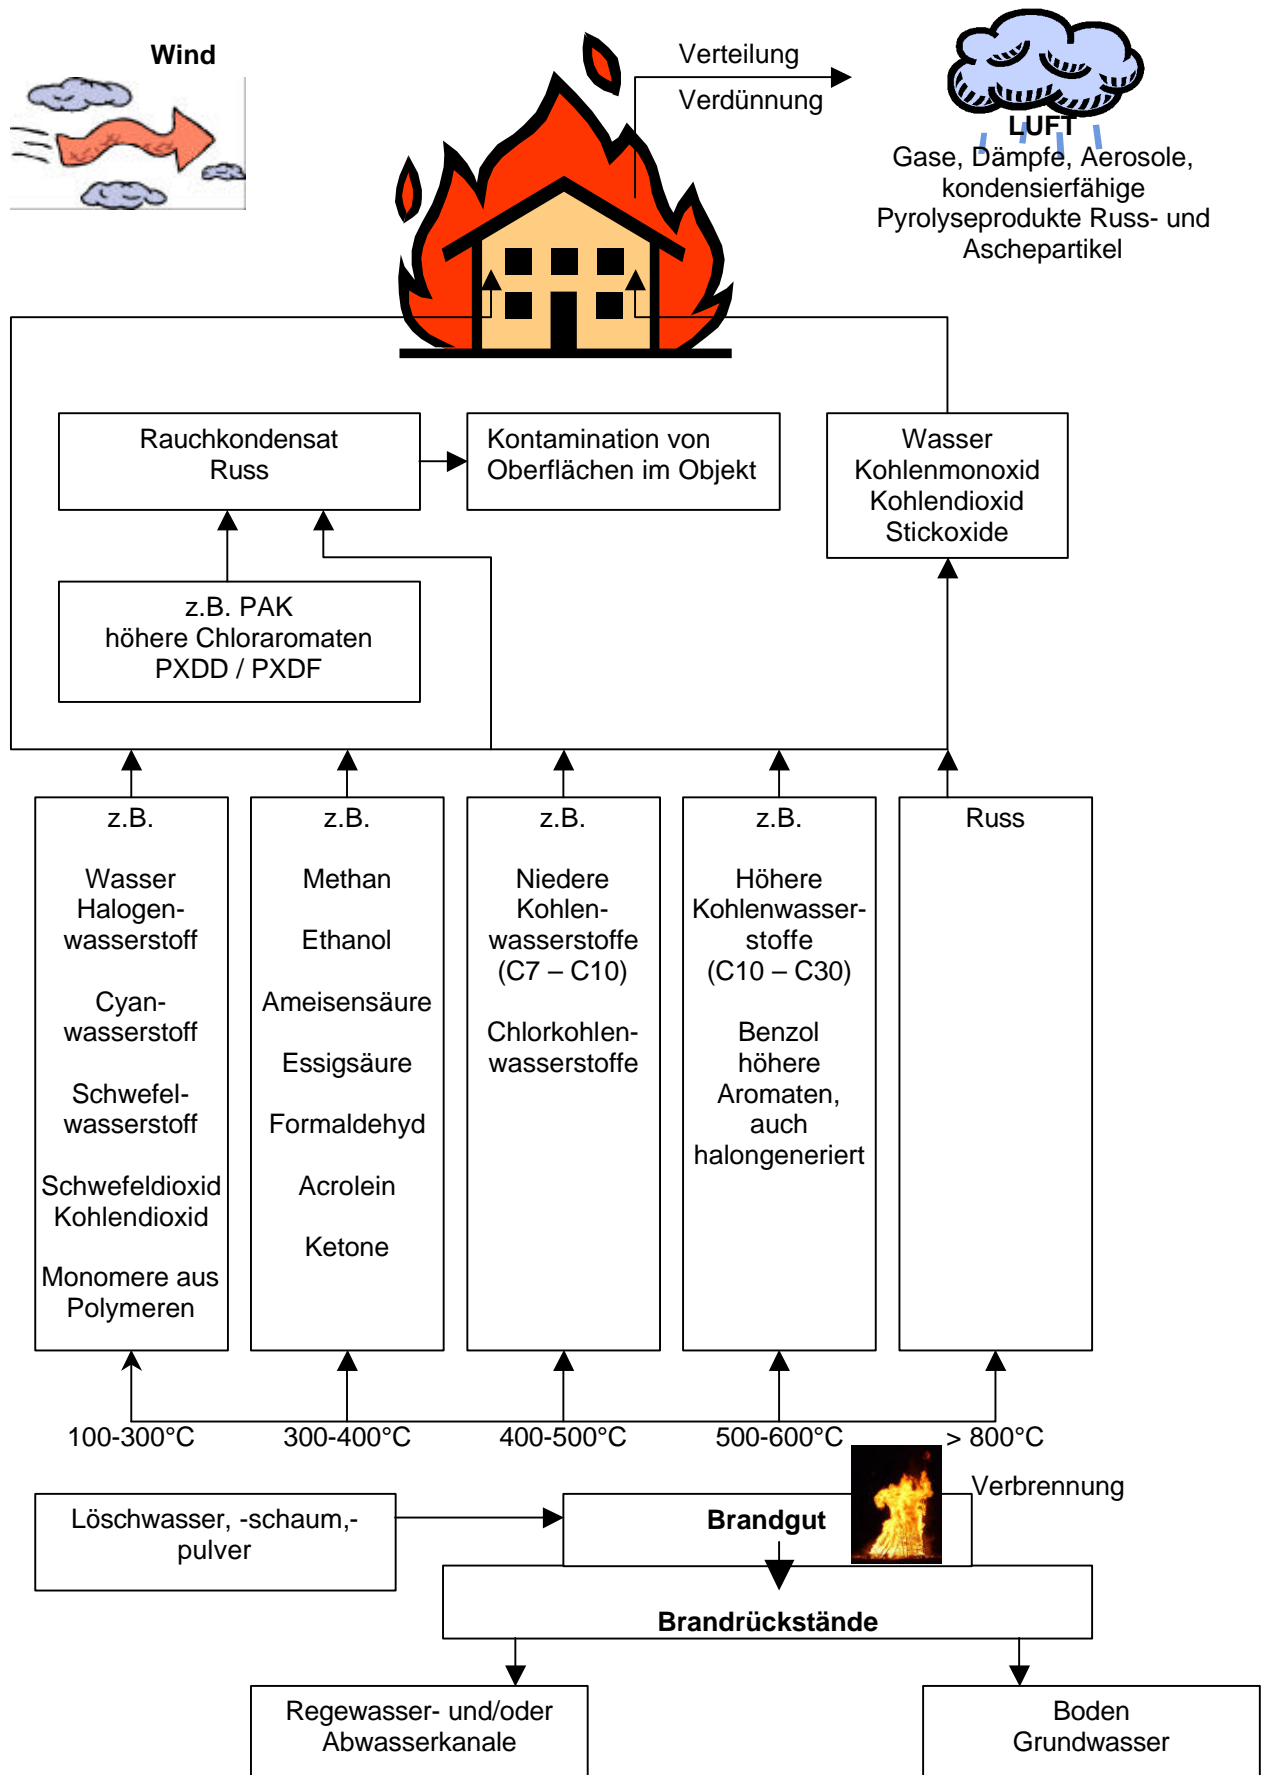 Wind
Verteilung
Verdünnung
LUFT
Gase, Dämpfe, Aerosole,
kondensierfähige
Pyrolyseprodukte Russ- und
Aschepartikel
Rauchkondensat
Russ
Kontamination von
Oberflächen im Objekt
Wasser
Kohlenmonoxid
Kohlendioxid
Stickoxide
z.B. PAK
höhere Chloraromaten
PXDD / PXDF
z.B.
Wasser
Halogen-
wasserstoff
Cyan-
wasserstoff
Schwefel-
wasserstoff
Schwefeldioxid
Kohlendioxid
Monomere aus
Polymeren
z.B.
Methan
Ethanol
Ameisensäure
Essigsäure
Formaldehyd
Acrolein
Ketone
z.B.
Niedere
Kohlen-
wasserstoffe
(C7 – C10)
Chlorkohlen-
wasserstoffe
z.B.
Höhere
Kohlenwasser-
stoffe
(C10 – C30)
Benzol
höhere
Aromaten,
auch
halongeneriert
Russ
100-300°C
300-400°C
400-500°C
500-600°C
> 800°C
Verbrennung
Löschwasser, -schaum,-
pulver
Brandgut
Brandrückstände
Regewasser- und/oder
Abwasserkanale
Boden
Grundwasser